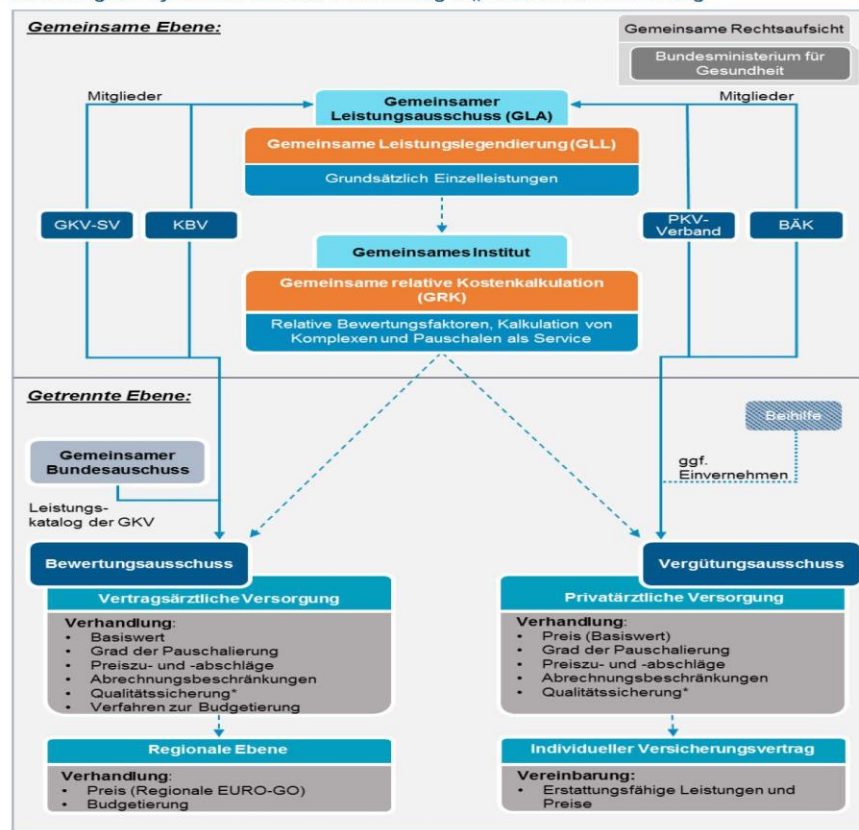 Gemeinsame Ebene:
Gemeinsame Rechtsaufsicht
Bundesministerium für
Gesundheit
Mitglieder
Mitglieder
Gemeinsamer
Leistungsausschuss (GLA)
Gemeinsame Leistungslegendierung (GLL)
Grundsätzlich Einzelleistungen
GKV-SV
KBV
PKV-
Verband
BÄK
Gemeinsames Institut
Gemeinsame relative Kostenkalkulation
(GRK)
Relative Bewertungsfaktoren, Kalkulation von
Komplexen und Pauschalen als Service
Getrennte Ebene:
Beihilfe
Gemeinsamer
Bundesauschuss
ggf.
Einvernehmen
Leistungs-
katalog der GKV
Bewertungsausschuss
Vertragsärztliche Versorgung
Verhandlung:
• Basiswert
• Grad der Pauschalierung
• Preiszu- und -abschläge
• Abrechnungsbeschränkungen
• Qualitätssicherung*
• Verfahren zur Budgetierung
Vergütungsausschuss
Privatärztliche Versorgung
Verhandlung:
• Preis (Basiswert)
• Grad der Pauschalierung
• Preiszu- und -abschläge
• Abrechnungsbeschränkungen
• Qualitätssicherung*
Regionale Ebene
Verhandlung:
• Preis (Regionale EURO-GO)
• Budgetierung
Individueller Versicherungsvertrag
Vereinbarung:
• Erstattungsfähige Leistungen und
Preise